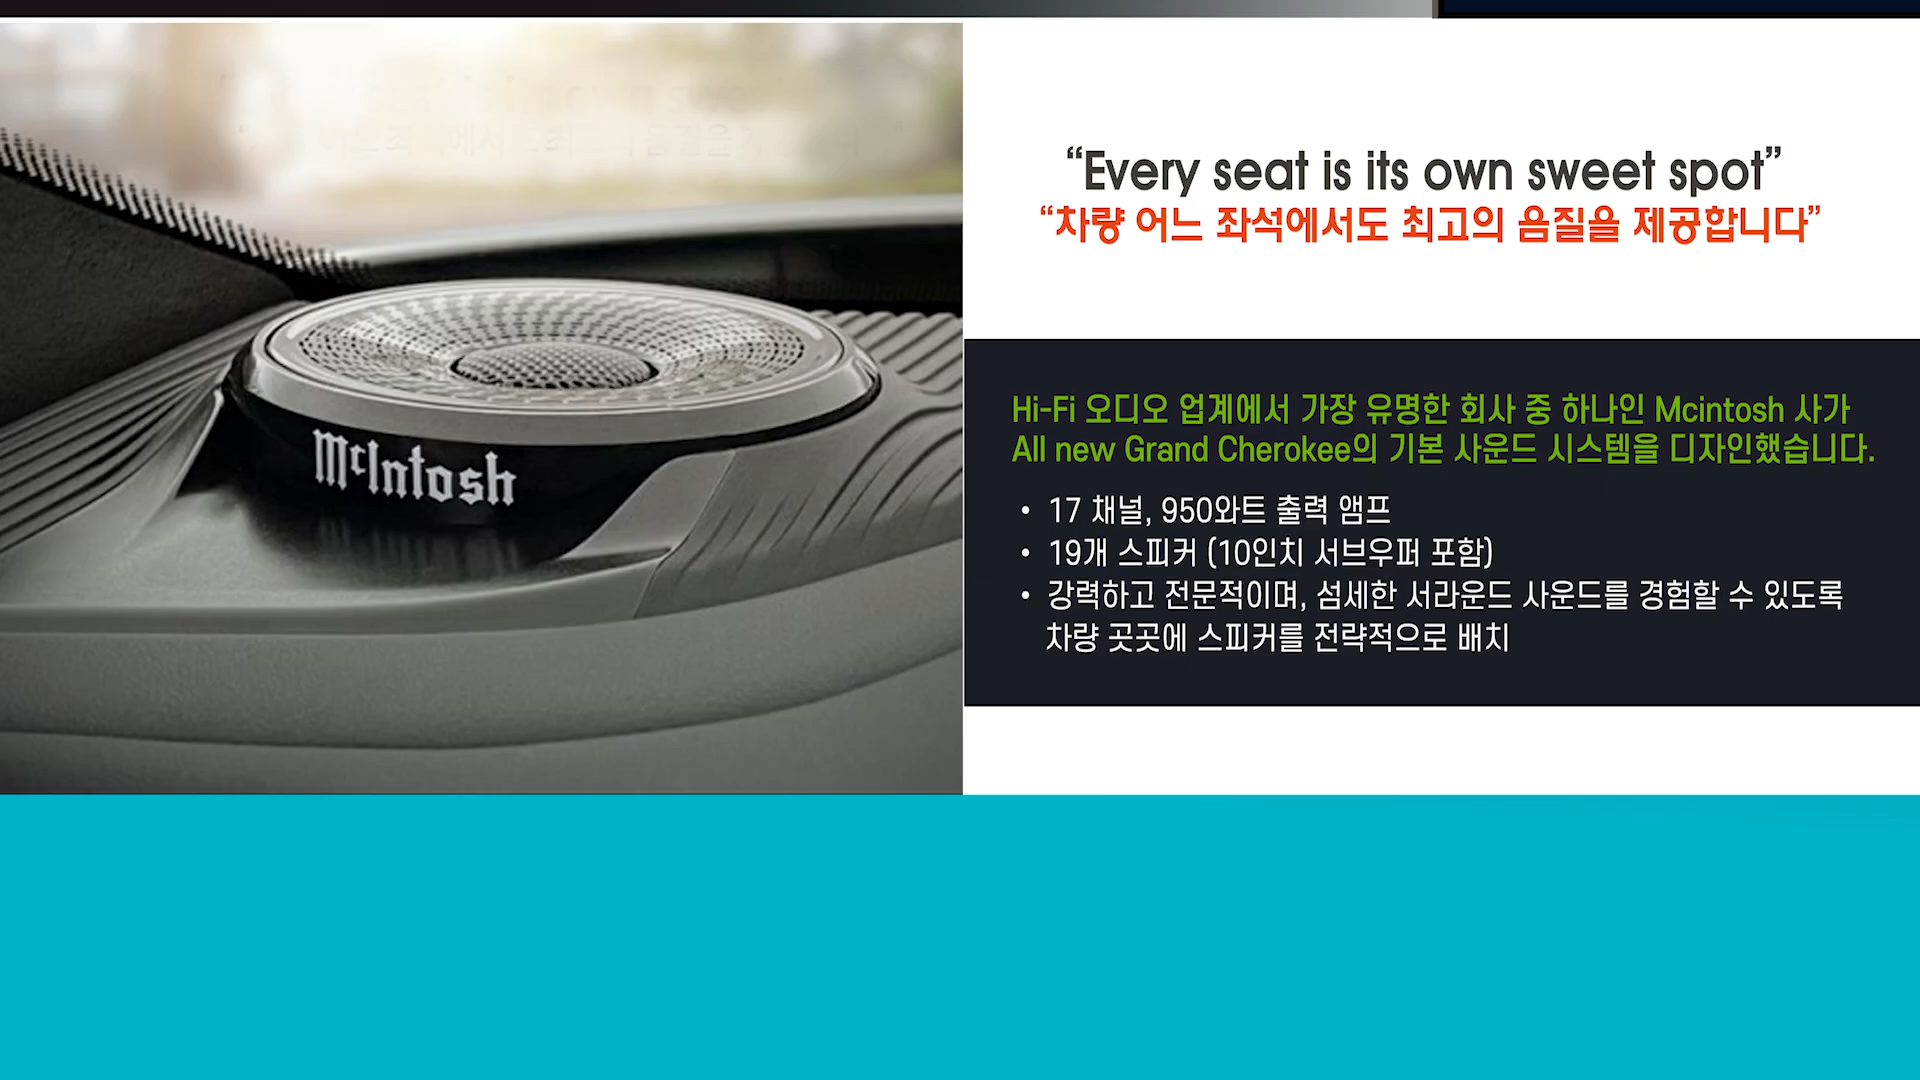 McIntosh
“Every seat is its own sweet spot”
“차량 어느 좌석에서도 최고의 음질을 제공합니다”
Hi-Fi 오디오 업계에서 가장 유명한 회사 중 하나인 Mcintosh 사가
All new Grand Cherokee의 기본 사운드 시스템을 디자인했습니다.
• 17 채널, 950와트 출력 앰프
• 19개 스피커 (10인치 서브우퍼 포함)
• 강력하고 전문적이며, 섬세한 서라운드 사운드를 경험할 수 있도록
차량 곳곳에 스피커를 전략적으로 배치